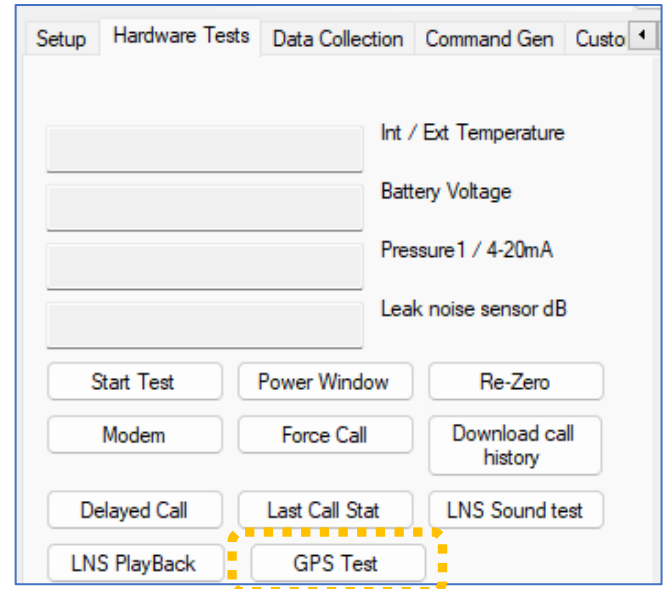 Setup Hardware Tests Data Collection Command Gen Custo
Int / Ext Temperature
Battery Voltage
Pressure1 / 4-20mA
Leak noise sensor dB
Start Test Power Window Re-Zero
Modem Force Call Download call
history
Delayed Call Last Call Stat LNS Sound test
LNS PlayBack GPS Test